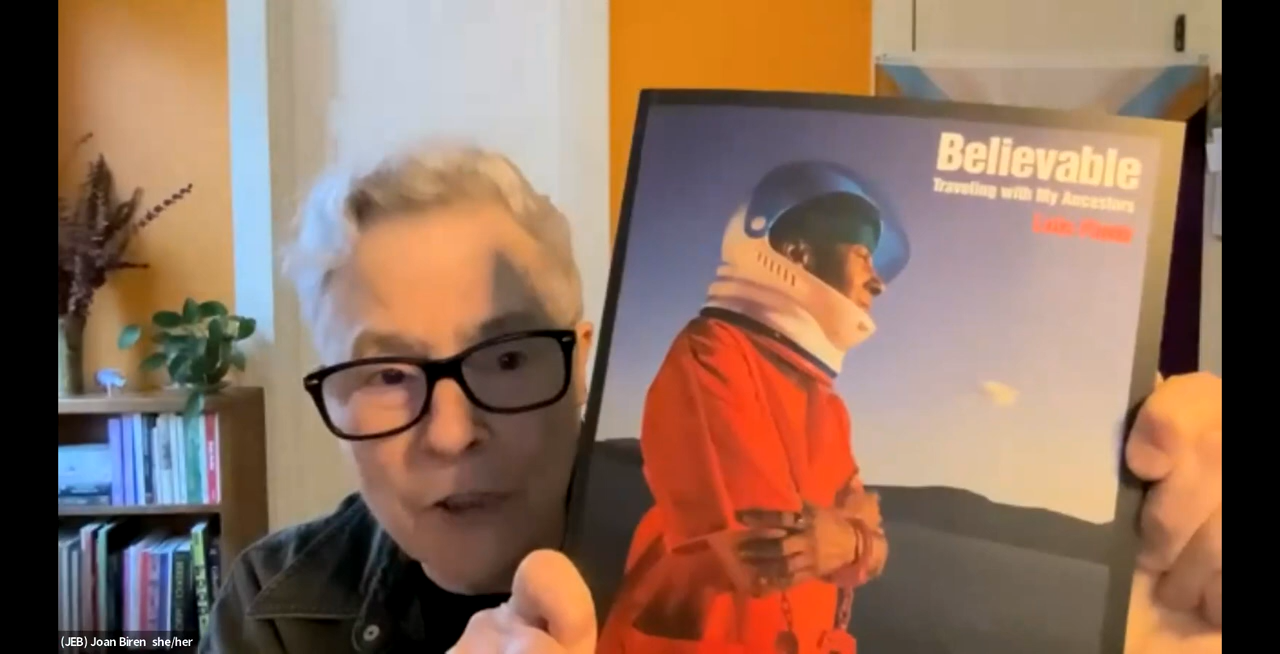 Believable
Traveling with My Ancestors
(JEB) Joan Biren she/her